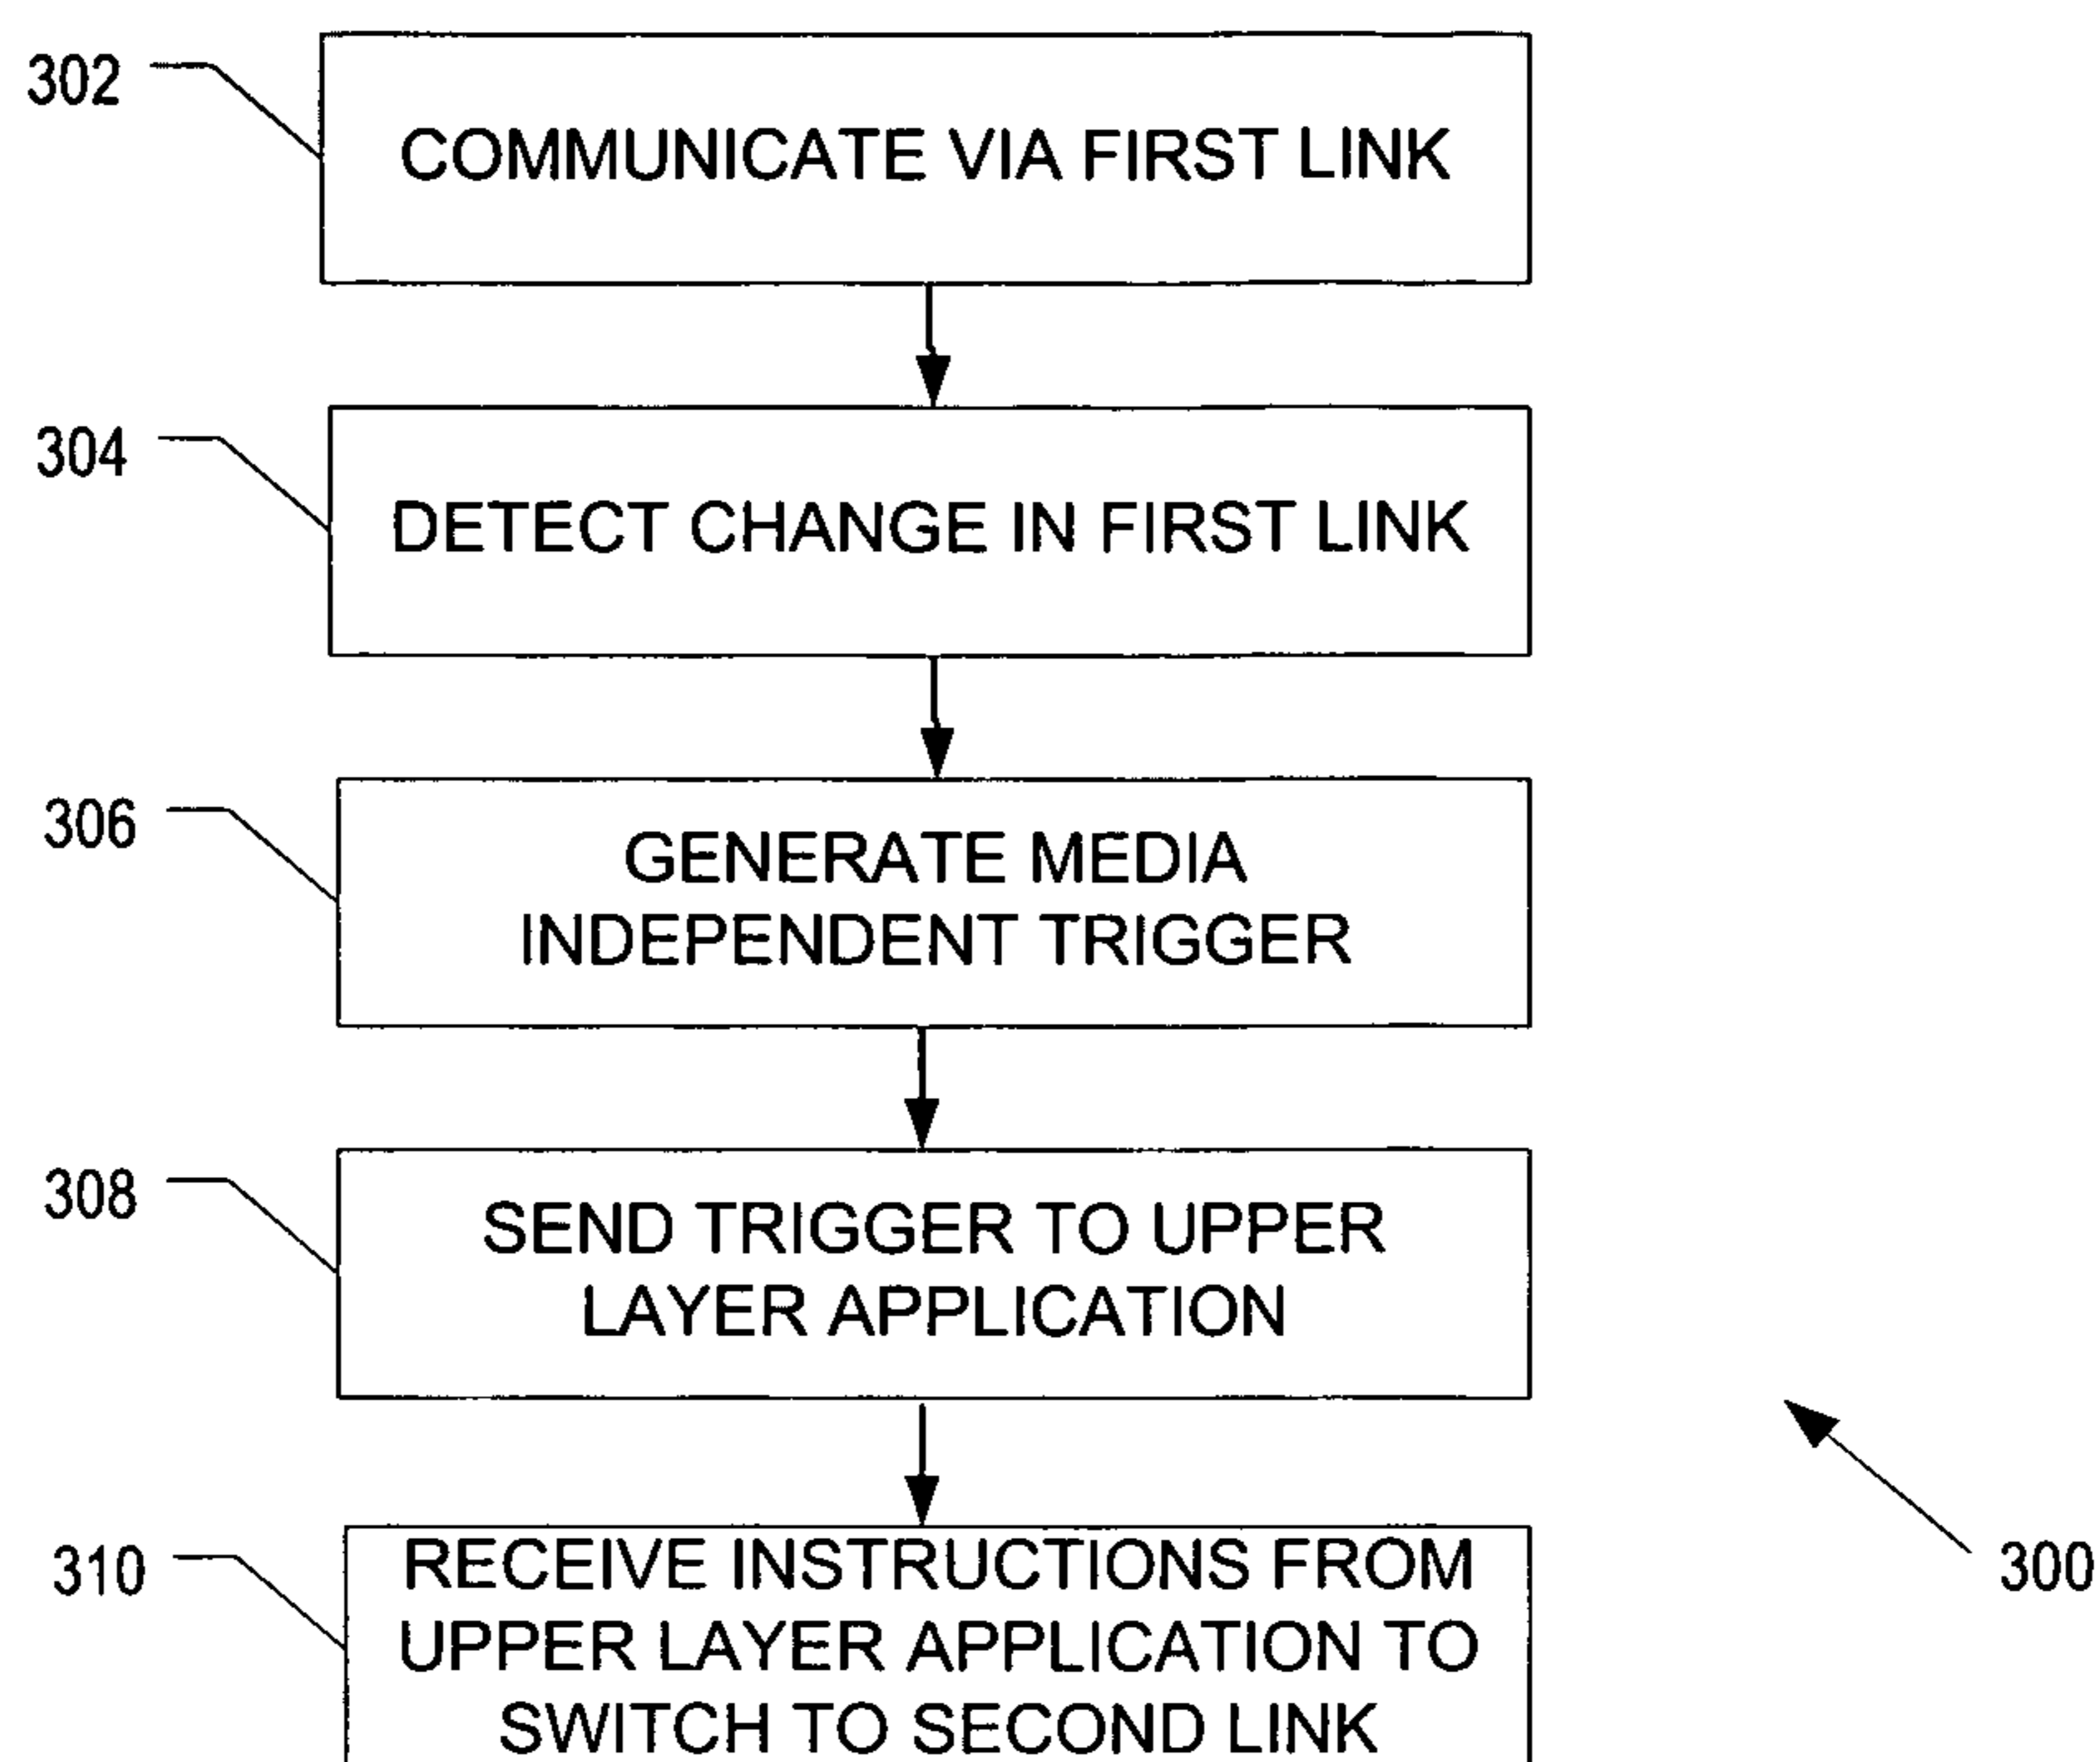 302
COMMUNICATE VIA FIRST LINK
304
DETECT CHANGE IN FIRST LINK
306
GENERATE MEDIA
INDEPENDENT TRIGGER
308
SEND TRIGGER TO UPPER
LAYER APPLICATION
310
RECEIVE INSTRUCTIONS FROM
UPPER LAYER APPLICATION TO
SWITCH TO SECOND LINK
300